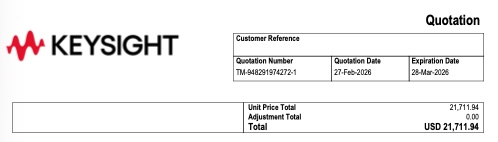 Quotation
KEYSIGHT
Customer Reference
Quotation Number Quotation Date Expiration Date
TM-948291974272-1 27-Feb-2026 28-Mar-2026
Unit Price Total 21,711.94
Adjustment Total 0.00
Total USD 21,711.94